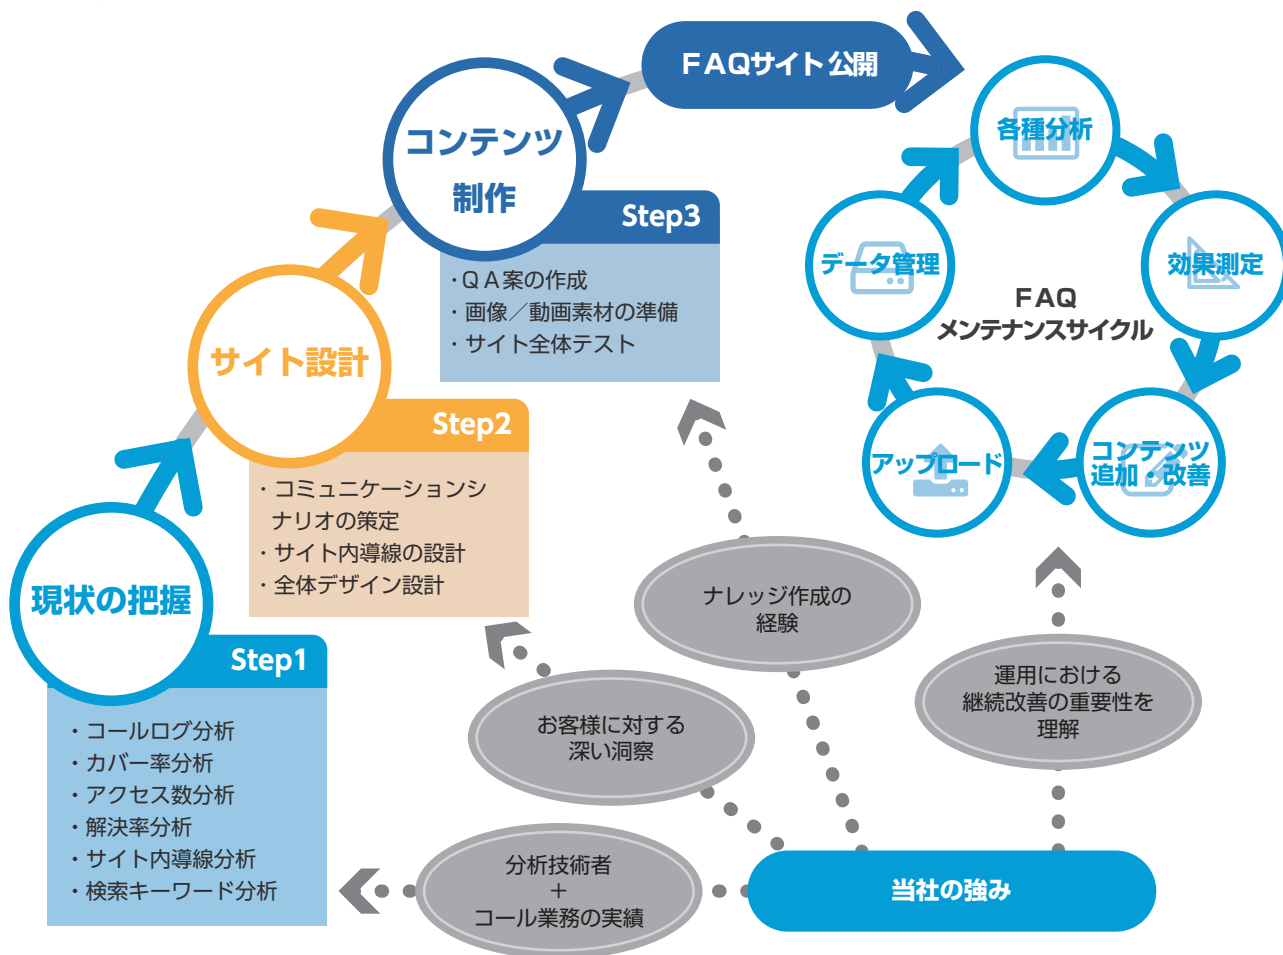 FAQサイト公開
コンテンツ
制作
Step3
・QA案の作成
・画像／動画素材の準備
・サイト全体テスト
サイト設計
Step2
・コミュニケーションシ
ナリオの策定
・サイト内導線の設計
・全体デザイン設計
現状の把握
Step1
・コールログ分析
・カバー率分析
・アクセス数分析
・解決率分析
・サイト内導線分析
・検索キーワード分析
各種分析
効果測定
コンテンツ
追加・改善
アップロード
データ管理
FAQ
メンテナンスサイクル
ナレッジ作成の
経験
運用における
継続改善の重要性を
理解
お客様に対する
深い洞察
分析技術者
+
コール業務の実績
当社の強み